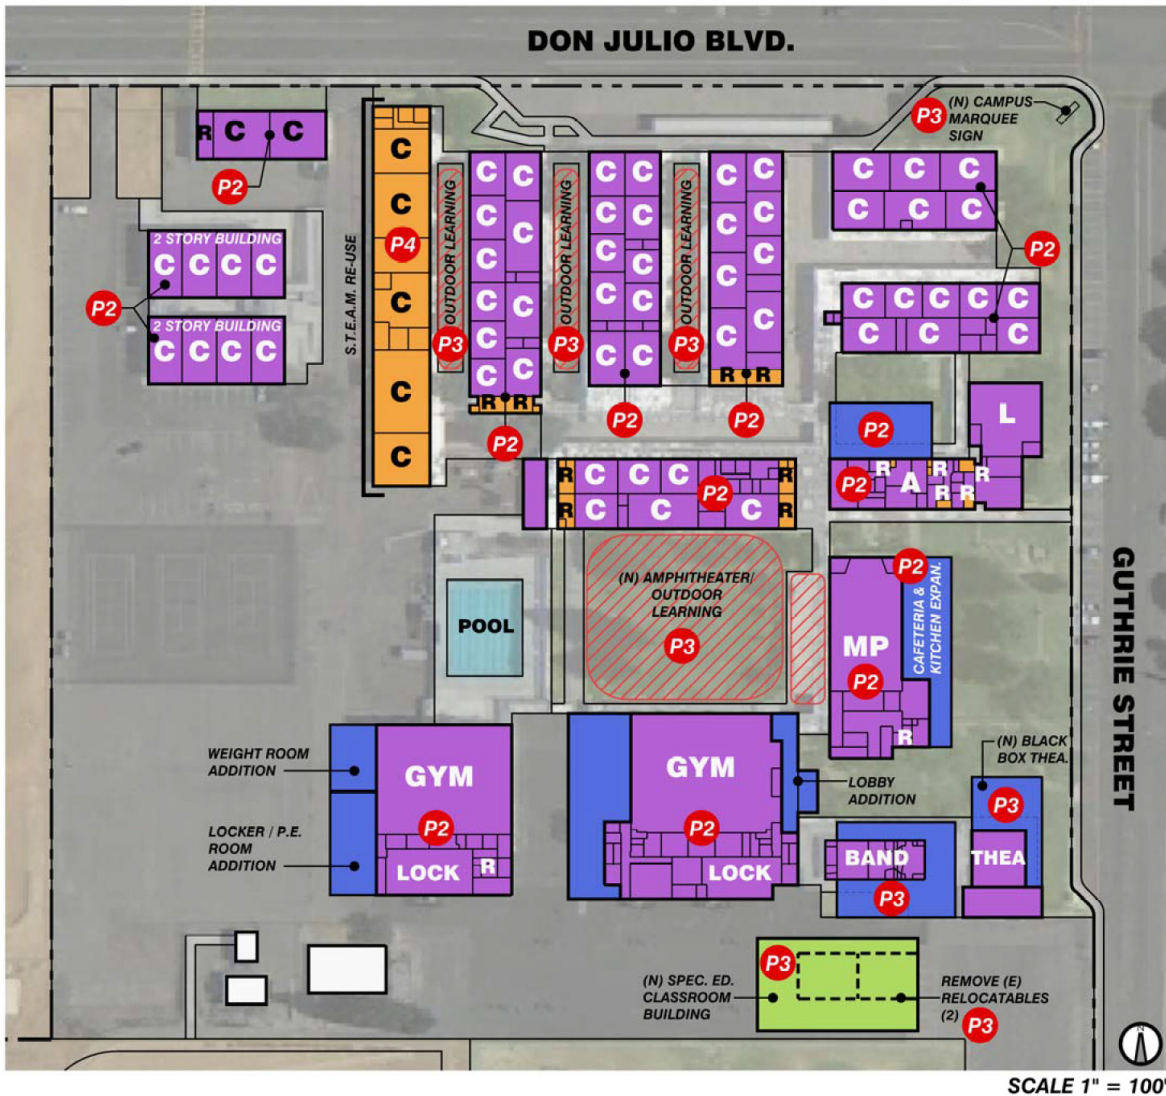 DON JULIO BLVD.
P3
(N) CAMPUS
MARQUEE
SIGN
R C C
P2
2 STORY BUILDING
C C C C
P2
2 STORY BUILDING
C C C C
S.T.E.A.M. RE-USE
C
C
P4
C
C
C
OUTDOOR LEARNING
P3
C C
C
C C
C
C C
C
C C
R R
P2
OUTDOOR LEARNING
P3
C C
C C
C C
C C
C C
P2
OUTDOOR LEARNING
P3
C C
C C
C C
C C
R R
P2
C C C
C C C
P2
C C C C C
C C C
P2
L
P2
R R R
A
R R
R C C C R
P2
R C C C R
POOL
(N) AMPHITHEATER/
OUTDOOR
LEARNING
P3
P2
CAFETERIA &
KITCHEN EXPAN.
MP
P2
R
GUTHRIE STREET
WEIGHT ROOM
ADDITION
GYM
P2
LOCKER / P.E.
ROOM
ADDITION
LOCK
R
GYM
P2
LOCK
LOBBY
ADDITION
(N) BLACK
BOX THEA.
P3
BAND
P3
THEA
P3
(N) SPEC. ED.
CLASSROOM
BUILDING
REMOVE (E)
RELOCATABLES
(2)
P3
N
SCALE 1" = 100'